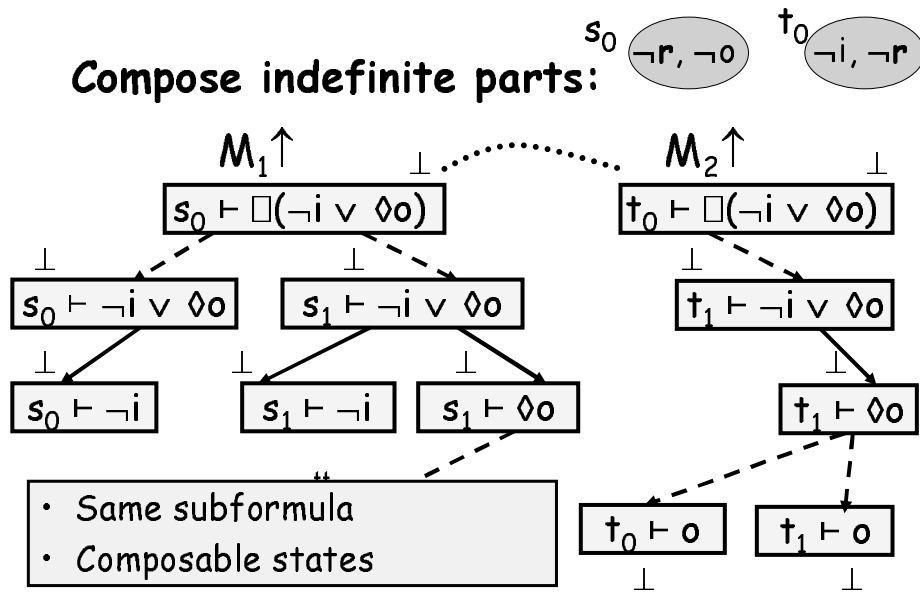 s0 ¬r, ¬o t0 ¬i, ¬r
Compose indefinite parts:
M1↑ ⊥ M2↑ ⊥
s0 ⊢ □(¬i ∨ ◊o) t0 ⊢ □(¬i ∨ ◊o)
⊥ ⊥ ⊥
s0 ⊢ ¬i ∨ ◊o s1 ⊢ ¬i ∨ ◊o t1 ⊢ ¬i ∨ ◊o
⊥ ⊥ ⊥ ⊥
s0 ⊢ ¬i s1 ⊢ ¬i s1 ⊢ ◊o t1 ⊢ ◊o
• Same subformula
• Composable states
t0 ⊢ o t1 ⊢ o
⊥ ⊥